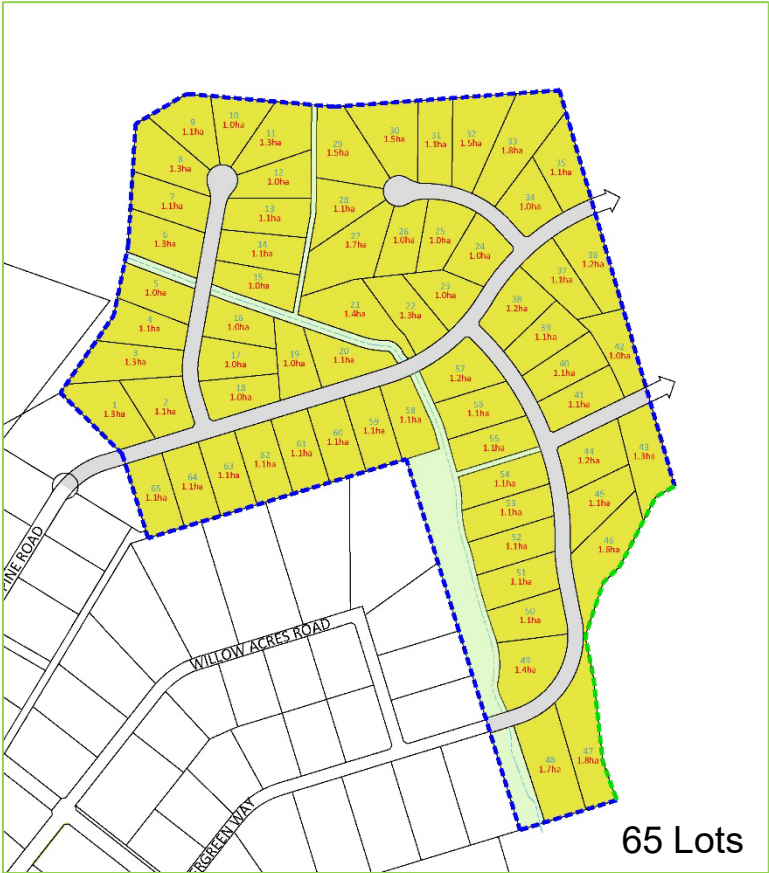 9
1.1ha
10
1.0ha
11
1.3ha
29
1.5ha
30
1.5ha
31
1.1ha
32
1.5ha
33
1.8ha
8
1.3ha
12
1.0ha
35
1.1ha
7
1.1ha
13
1.1ha
28
1.1ha
34
1.0ha
6
1.3ha
14
1.1ha
27
1.7ha
26
1.0ha
25
1.0ha
24
1.0ha
36
1.2ha
5
1.0ha
15
1.0ha
37
1.1ha
23
1.0ha
4
1.1ha
16
1.0ha
21
1.4ha
22
1.3ha
38
1.2ha
39
1.1ha
3
1.3ha
17
1.0ha
19
1.0ha
20
1.1ha
42
1.0ha
40
1.1ha
57
1.2ha
18
1.0ha
41
1.1ha
1
1.3ha
2
1.1ha
56
1.1ha
58
1.1ha
59
1.1ha
60
1.1ha
61
1.1ha
62
1.1ha
63
1.1ha
64
1.1ha
65
1.1ha
55
1.1ha
43
1.3ha
44
1.2ha
54
1.1ha
45
1.1ha
53
1.1ha
52
1.1ha
46
1.6ha
51
1.1ha
50
1.1ha
49
1.4ha
48
1.7ha
47
1.8ha
PINE ROAD
WILLOW ACRES ROAD
ERGREEN WAY
65 Lots